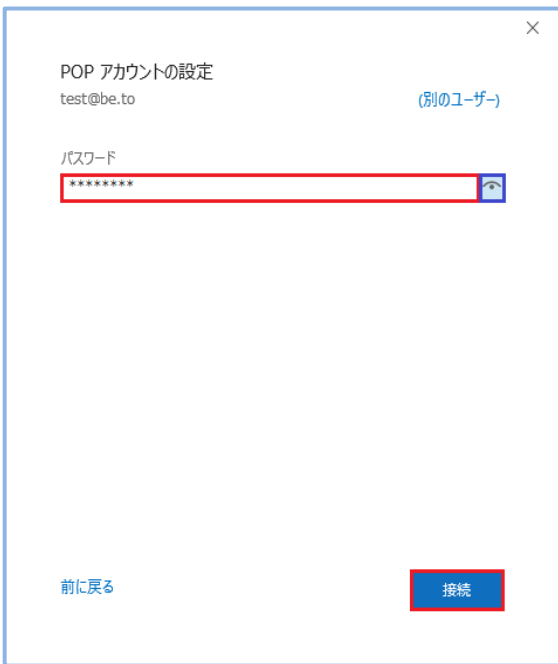 POP アカウントの設定
test@be.to
(別のユーザー)
パスワード
********
前に戻る
接続